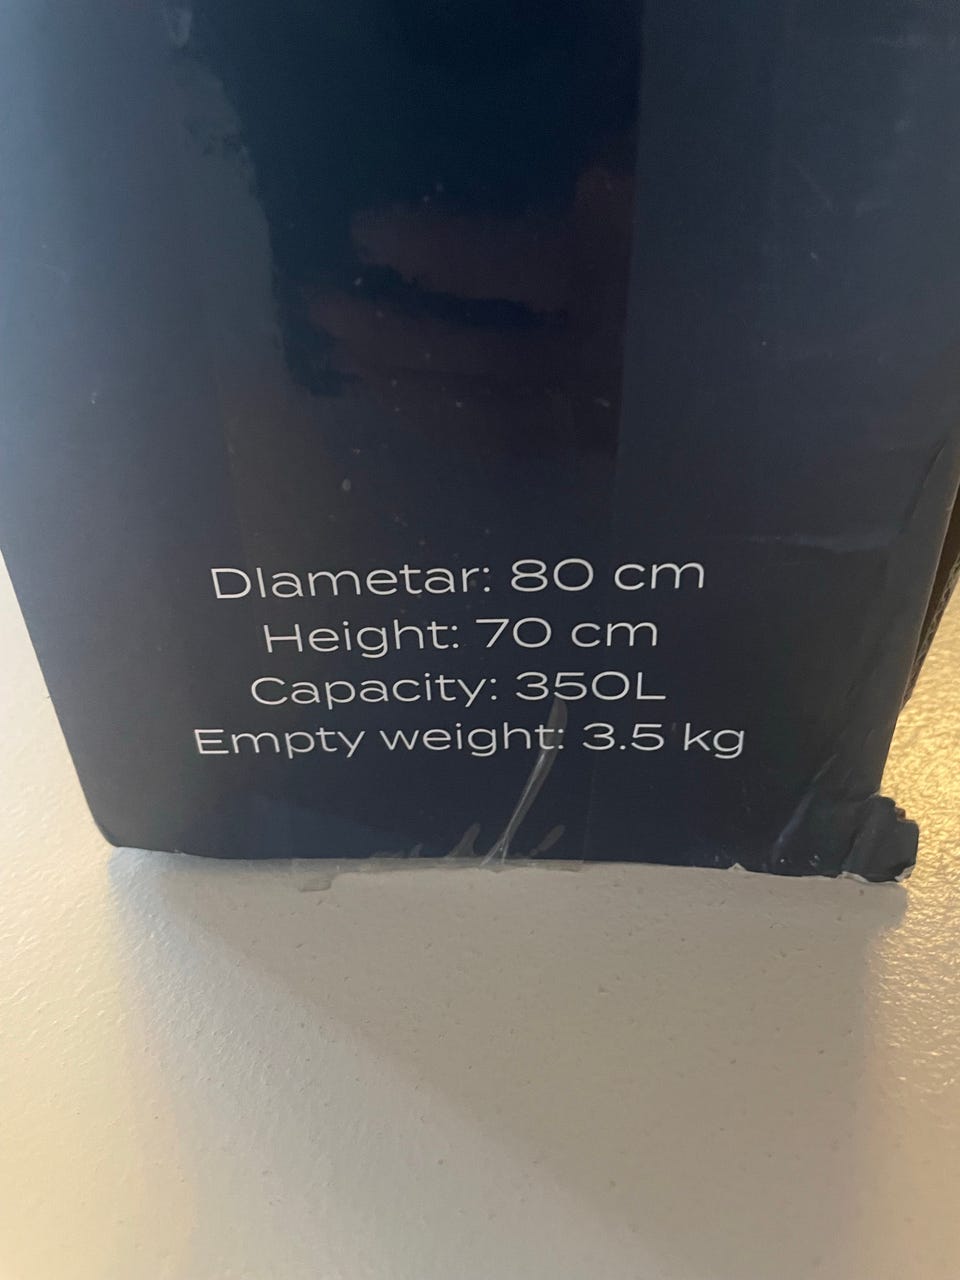 Dlametar: 80 cm
Height: 70 cm
Capacity: 350L
Empty weight: 3.5 kg